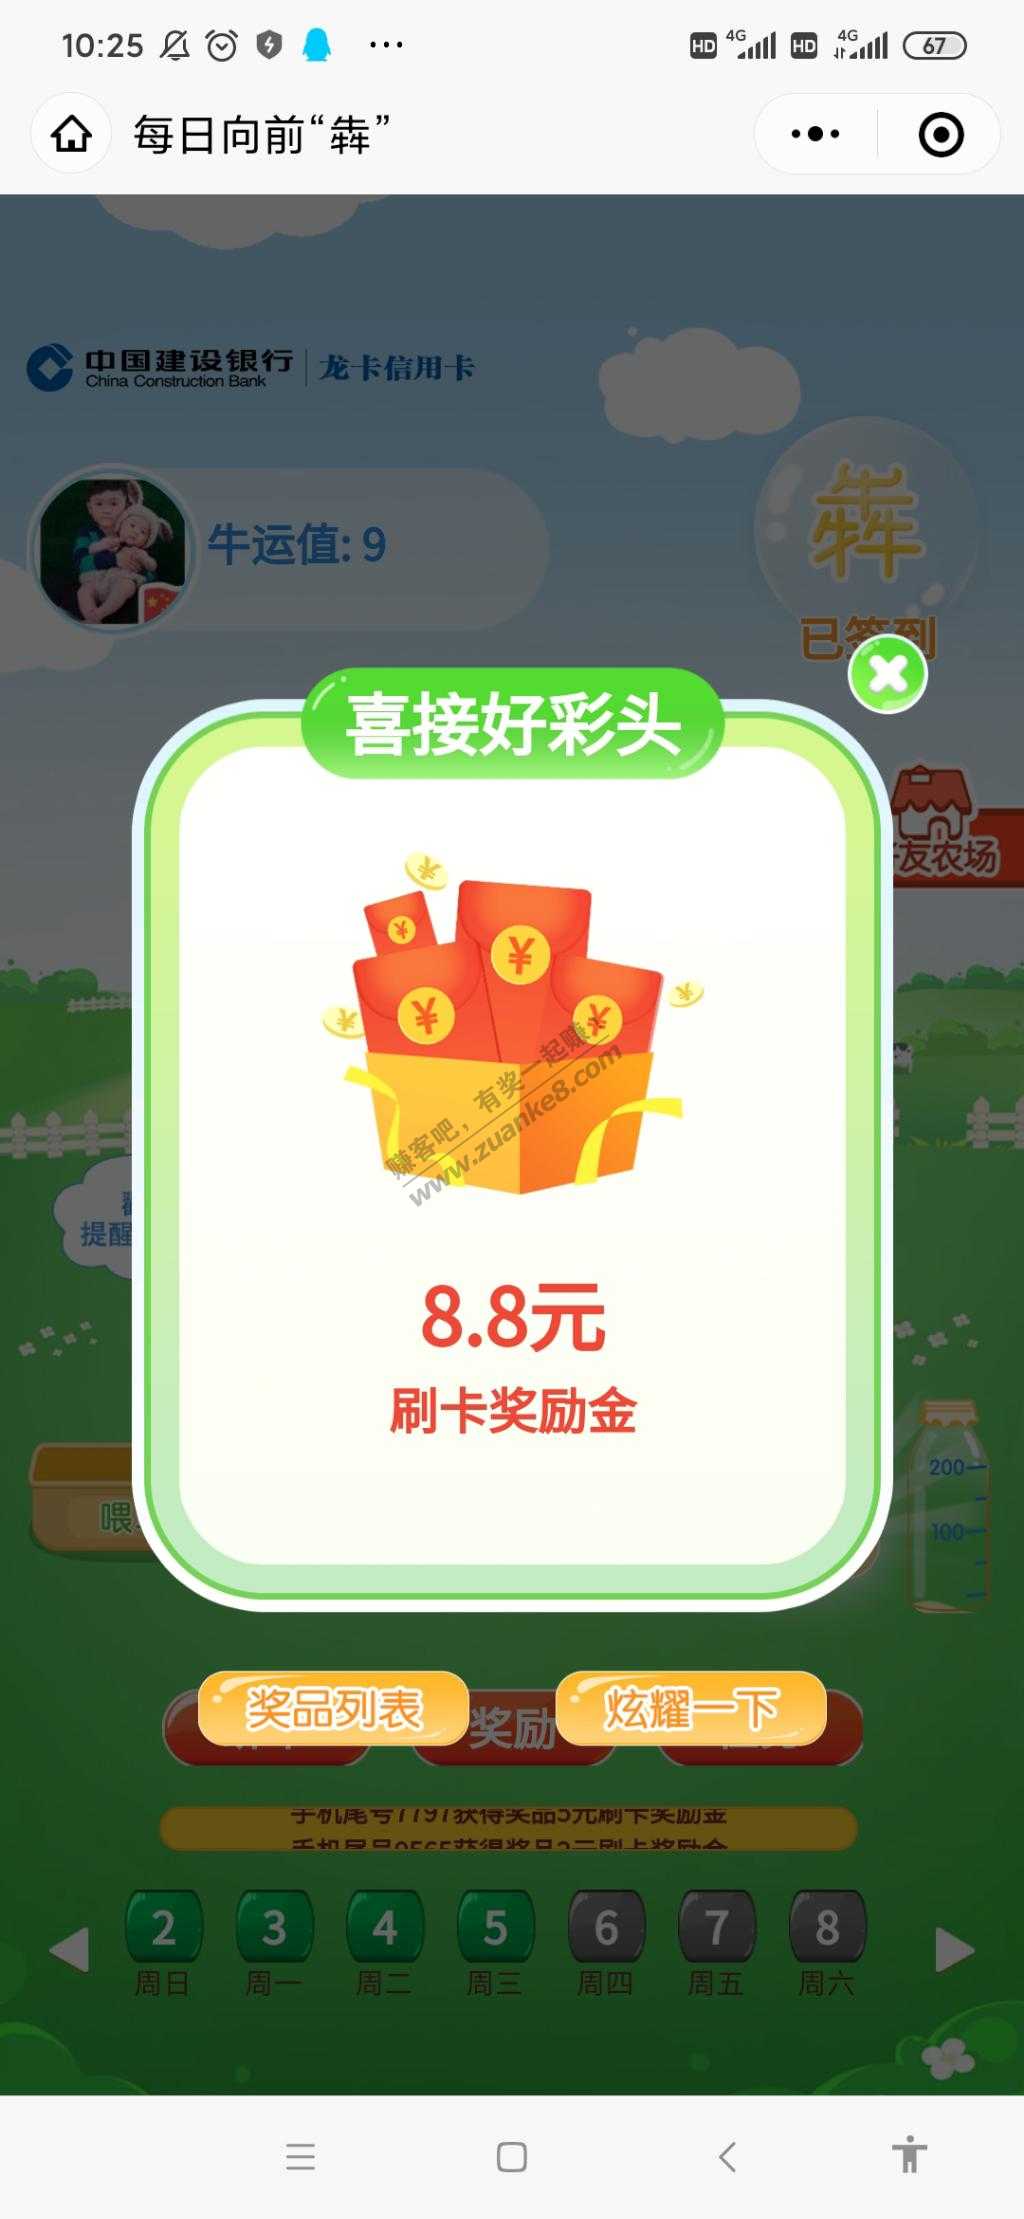 10:25
HD 4G HD 4G 67
每日向前“犇”
中国建设银行 龙卡信用卡
China Construction Bank
犇
牛运值: 9
已签到
喜接好彩头
友农场
赚客吧，有奖一起赚！
www.zuanke8.com
提醒
8.8元
刷卡奖励金
200
喂
100
奖品列表
奖励
炫耀一下
手机尾号7797获得奖品5元刷卡奖励金
手机尾号9565获得奖品2元刷卡奖励金
2 3 4 5 6 7 8
周日 周一 周二 周三 周四 周五 周六